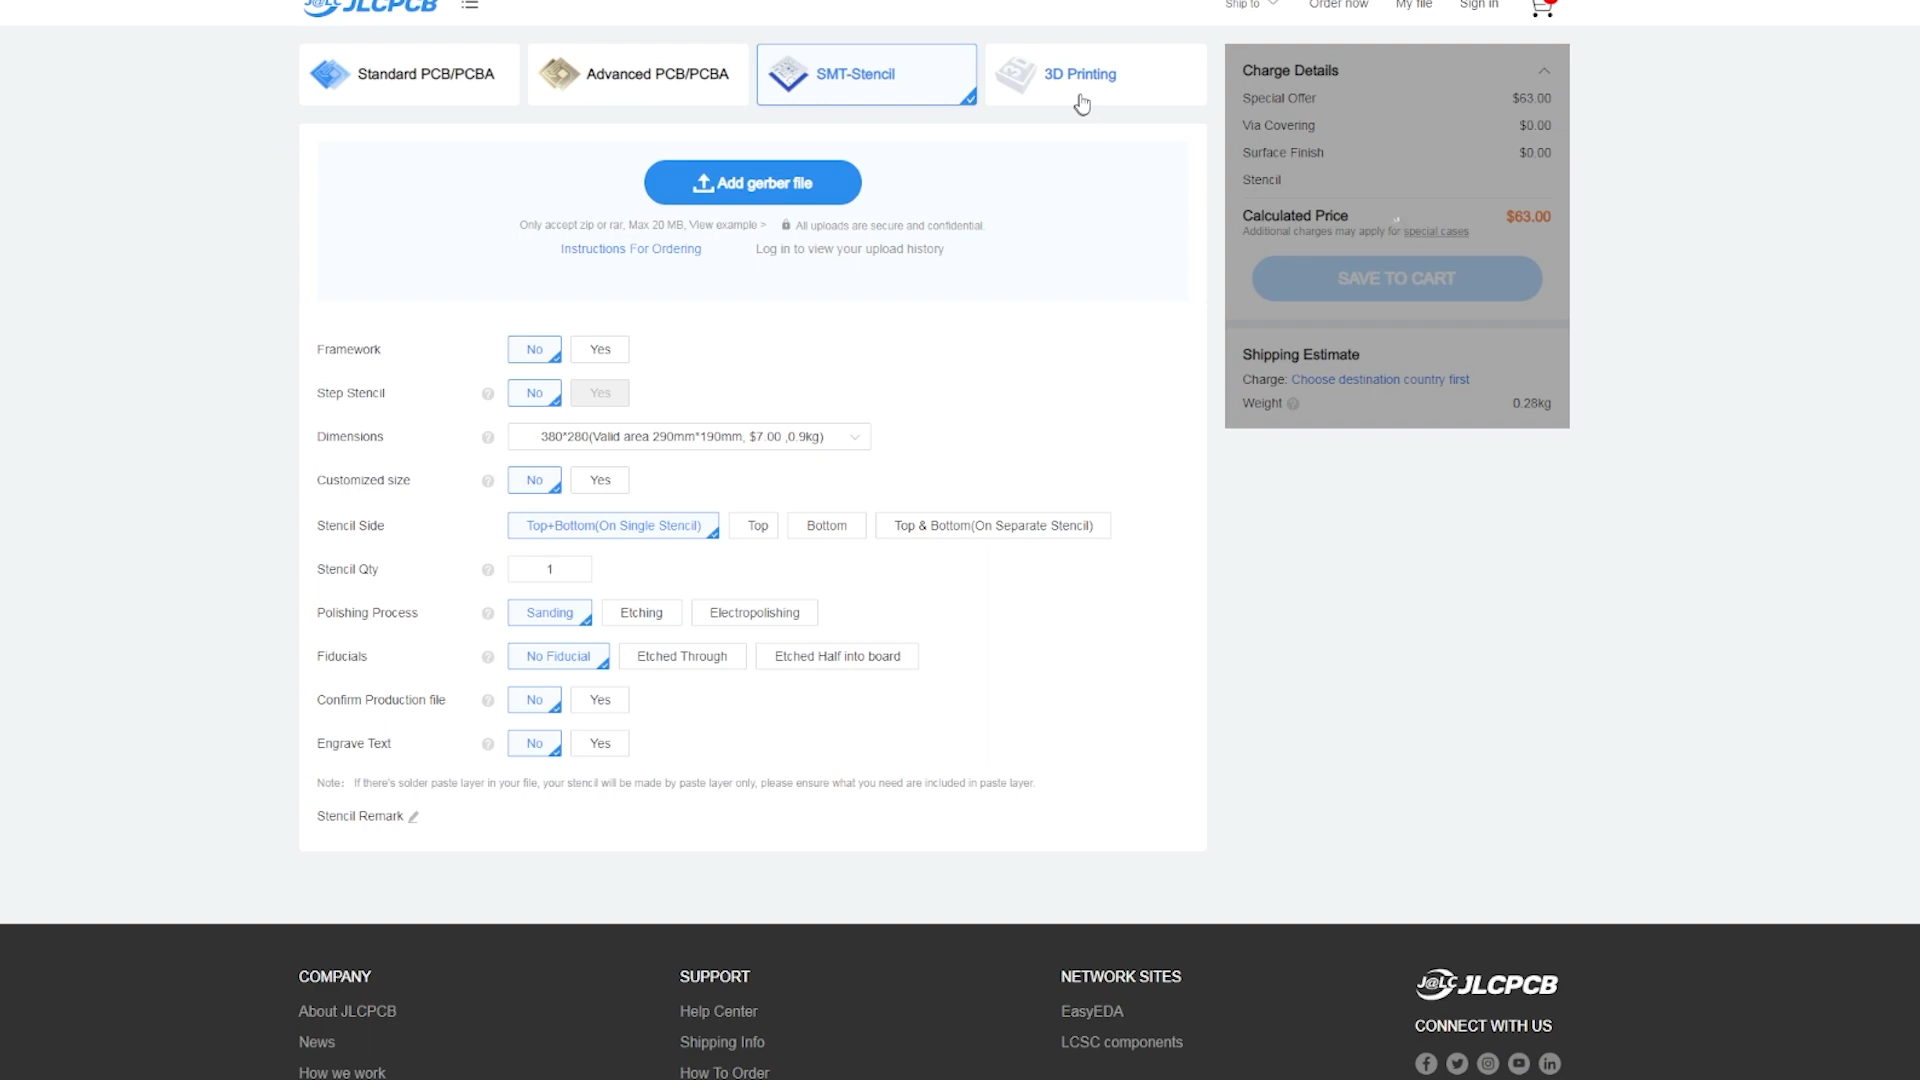 J@LC JLCPCB
Ship to
Order now
My file
Sign in
Standard PCB/PCBA
Advanced PCB/PCBA
SMT-Stencil
3D Printing
Add gerber file
Only accept zip or rar, Max 20 MB, View example >
All uploads are secure and confidential.
Instructions For Ordering
Log in to view your upload history
Framework
No
Yes
Step Stencil
No
Yes
Dimensions
380*280(Valid area 290mm*190mm, $7.00 ,0.9kg)
Customized size
No
Yes
Stencil Side
Top+Bottom(On Single Stencil)
Top
Bottom
Top & Bottom(On Separate Stencil)
Stencil Qty
1
Polishing Process
Sanding
Etching
Electropolishing
Fiducials
No Fiducial
Etched Through
Etched Half into board
Confirm Production file
No
Yes
Engrave Text
No
Yes
Note: If there's solder paste layer in your file, your stencil will be made by paste layer only, please ensure what you need are included in paste layer.
Stencil Remark
Charge Details
Special Offer $63.00
Via Covering $0.00
Surface Finish $0.00
Stencil
Calculated Price $63.00
Additional charges may apply for special cases
SAVE TO CART
Shipping Estimate
Charge: Choose destination country first
Weight 0.28kg
COMPANY
About JLCPCB
News
How we work
SUPPORT
Help Center
Shipping Info
How To Order
NETWORK SITES
EasyEDA
LCSC components
J@LC JLCPCB
CONNECT WITH US